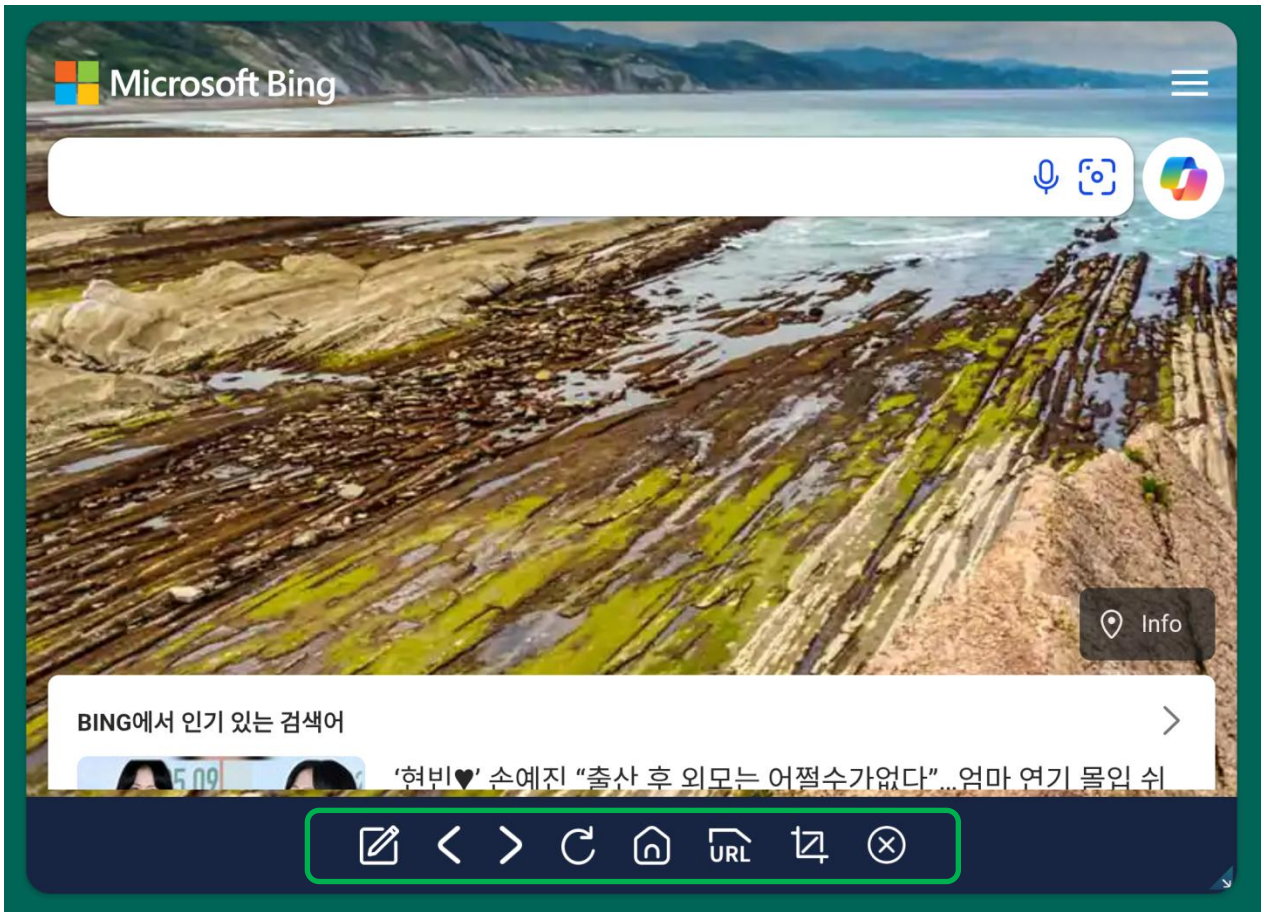 Microsoft Bing
Info
BING에서 인기 있는 검색어
5.09
‘현빈♥’ 손예진 “출산 후 외모는 어쩔수가없다”...엄마 연기 몰입 쉬
URL